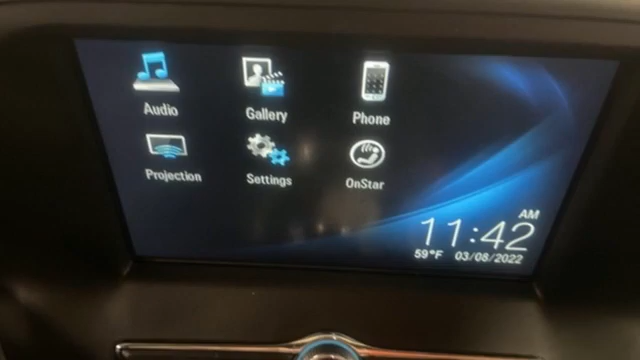 Audio
Gallery
Phone
Projection
Settings
OnStar
AM
11:42
59°F 03/08/2022